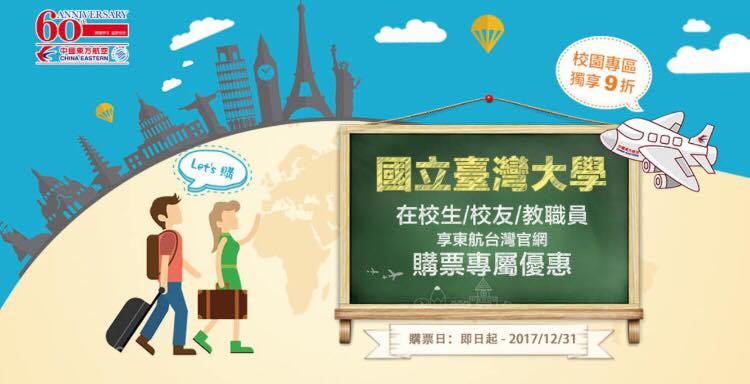 60th
ANNIVERSARY
中國東方航空
CHINA EASTERN
校園專區
獨享9折
Let's 購
國立臺灣大學
在校生/校友/教職員
享東航台灣官網
購票專屬優惠
購票日：即日起 - 2017/12/31